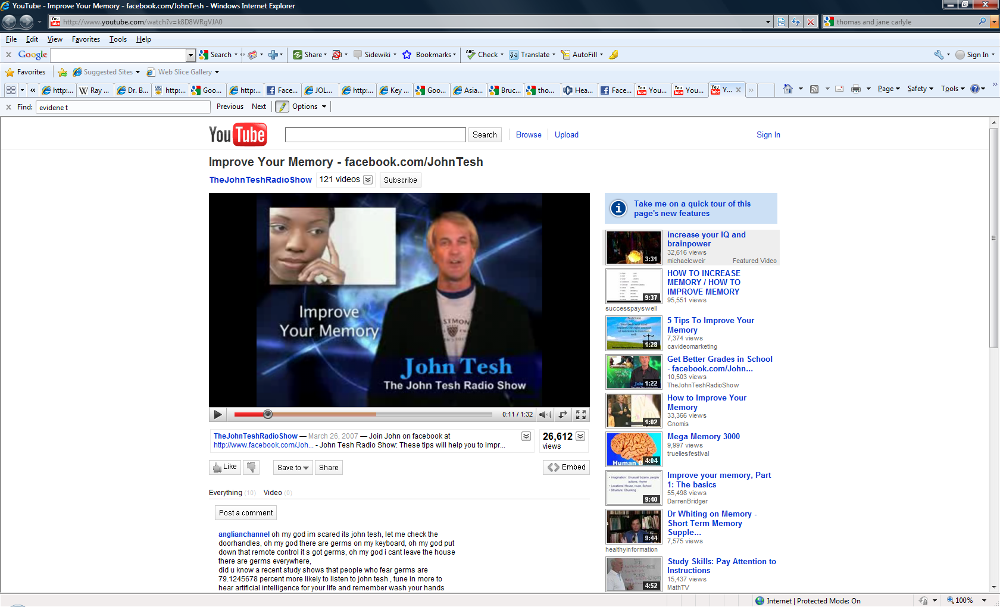 YouTube - Improve Your Memory - facebook.com/JohnTesh - Windows Internet Explorer
http://www.youtube.com/watch?v=k8D8WRgVJA0
thomas and jane carlyle
File Edit View Favorites Tools Help
x Google Search Share Sidewiki Bookmarks Check Translate AutoFill Sign In
Favorites Suggested Sites Web Slice Gallery
« http:... Ray ... Dr. B... http:... Goo... http:... Face... JOL... http:... Key ... Goo... Asia... Bruc... tho... Hea... Face... You... You... Y... Page Safety Tools »
x Find: evidene t Previous Next Options
YouTube Search Browse Upload Sign In
Improve Your Memory - facebook.com/JohnTesh
TheJohnTeshRadioShow 121 videos Subscribe
Improve
Your Memory
John Tesh
The John Tesh Radio Show
0:11 / 1:32
TheJohnTeshRadioShow — March 26, 2007 — Join John on facebook at
http://www.facebook.com/Joh... - John Tesh Radio Show: These tips will help you to impr...
26,612
views
Like Save to Share Embed
Everything (10) Video (0)
Post a comment
anglianchannel oh my god im scared its john tesh, let me check the
doorhandles, oh my god there are germs on my keyboard, oh my god put
down that remote control it s got germs, oh my god i cant leave the house
there are germs everywhere,
did u know a recent study shows that people who fear germs are
79.1245678 percent more likely to listen to john tesh , tune in more to
hear artificial intelligence for your life and remember wash your hands
Take me on a quick tour of this
page's new features
3:31
increase your IQ and
brainpower
32,616 views
michaelcweir Featured Video
9:37
HOW TO INCREASE
MEMORY / HOW TO
IMPROVE MEMORY
95,551 views
successpayswell
Nutrition
1:28
5 Tips To Improve Your
Memory
7,374 views
cavideomarketing
1:22
Get Better Grades in School
- facebook.com/John...
10,503 views
TheJohnTeshRadioShow
1:02
How to Improve Your
Memory
33,366 views
Gnomis
Human
4:04
Mega Memory 3000
9,997 views
trueliesfestival
• Imagination : Unusual bizarre, people
actions, rhyme
• Locations: House, route, School
• Structure: Chunking
9:40
Improve your memory, Part
1: The basics
55,498 views
DarrenBridger
9:44
Dr Whiting on Memory -
Short Term Memory
Supple...
7,575 views
healthyinformation
4:52
Study Skills: Pay Attention to
Instructions
15,437 views
MathTV
Internet | Protected Mode: On 100%